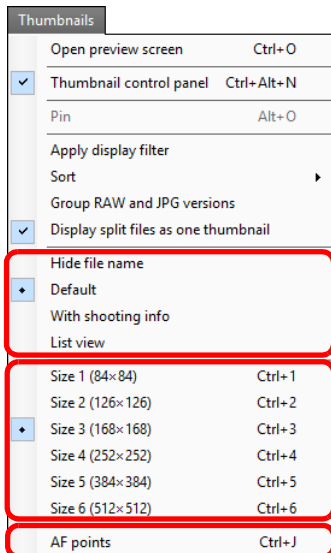 Thumbnails
Open preview screen Ctrl+O
Thumbnail control panel Ctrl+Alt+N
Pin Alt+O
Apply display filter
Sort
Group RAW and JPG versions
Display split files as one thumbnail
Hide file name
Default
With shooting info
List view
Size 1 (84×84) Ctrl+1
Size 2 (126×126) Ctrl+2
Size 3 (168×168) Ctrl+3
Size 4 (252×252) Ctrl+4
Size 5 (384×384) Ctrl+5
Size 6 (512×512) Ctrl+6
AF points Ctrl+J